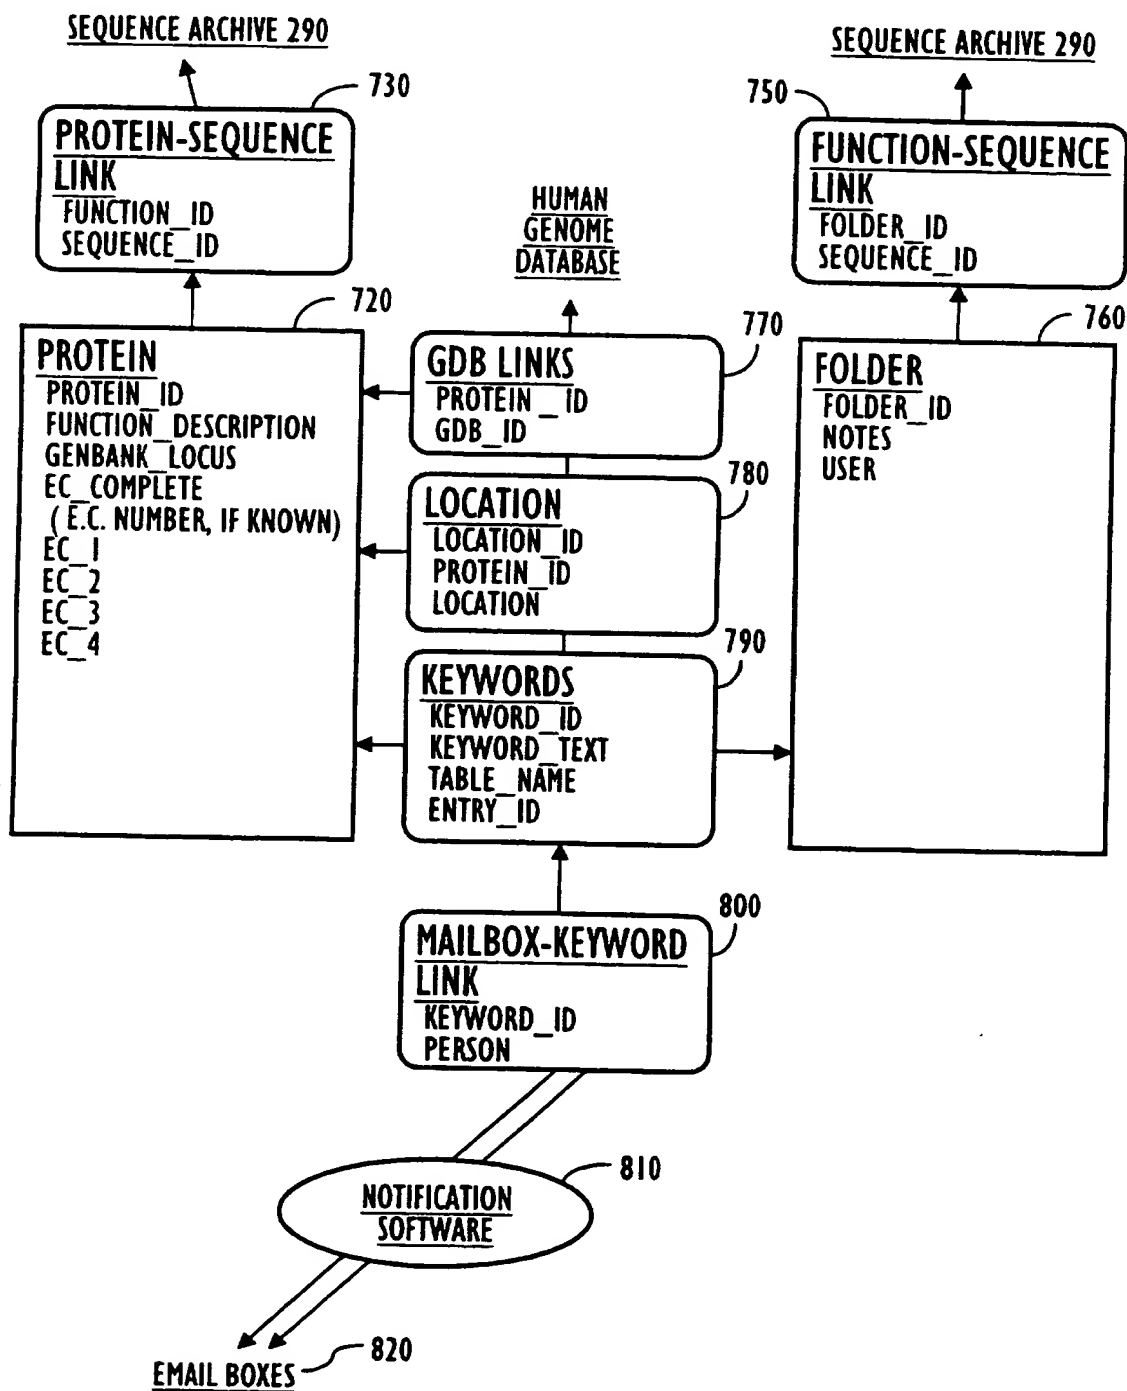 SEQUENCE ARCHIVE 290
730
PROTEIN-SEQUENCE
LINK
FUNCTION_ID
SEQUENCE_ID
SEQUENCE ARCHIVE 290
750
FUNCTION-SEQUENCE
LINK
FOLDER_ID
SEQUENCE_ID
HUMAN
GENOME
DATABASE
720
PROTEIN
PROTEIN_ID
FUNCTION_DESCRIPTION
GENBANK_LOCUS
EC_COMPLETE
( E.C. NUMBER, IF KNOWN)
EC_1
EC_2
EC_3
EC_4
770
GDB LINKS
PROTEIN_ID
GDB_ID
780
LOCATION
LOCATION_ID
PROTEIN_ID
LOCATION
790
KEYWORDS
KEYWORD_ID
KEYWORD_TEXT
TABLE_NAME
ENTRY_ID
760
FOLDER
FOLDER_ID
NOTES
USER
800
MAILBOX-KEYWORD
LINK
KEYWORD_ID
PERSON
810
NOTIFICATION
SOFTWARE
EMAIL BOXES
820